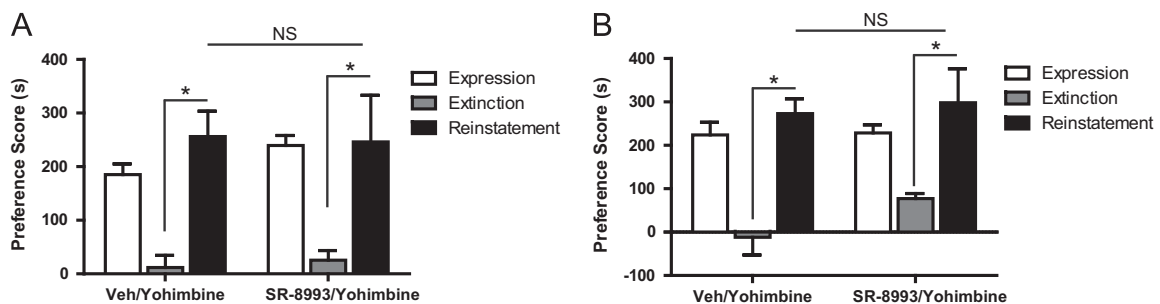 A
NS
400
300
200
100
0
Preference Score (s)
*
*
Expression
Extinction
Reinstatement
Veh/Yohimbine
SR-8993/Yohimbine
B
NS
400
300
200
100
0
-100
Preference Score (s)
*
*
Expression
Extinction
Reinstatement
Veh/Yohimbine
SR-8993/Yohimbine